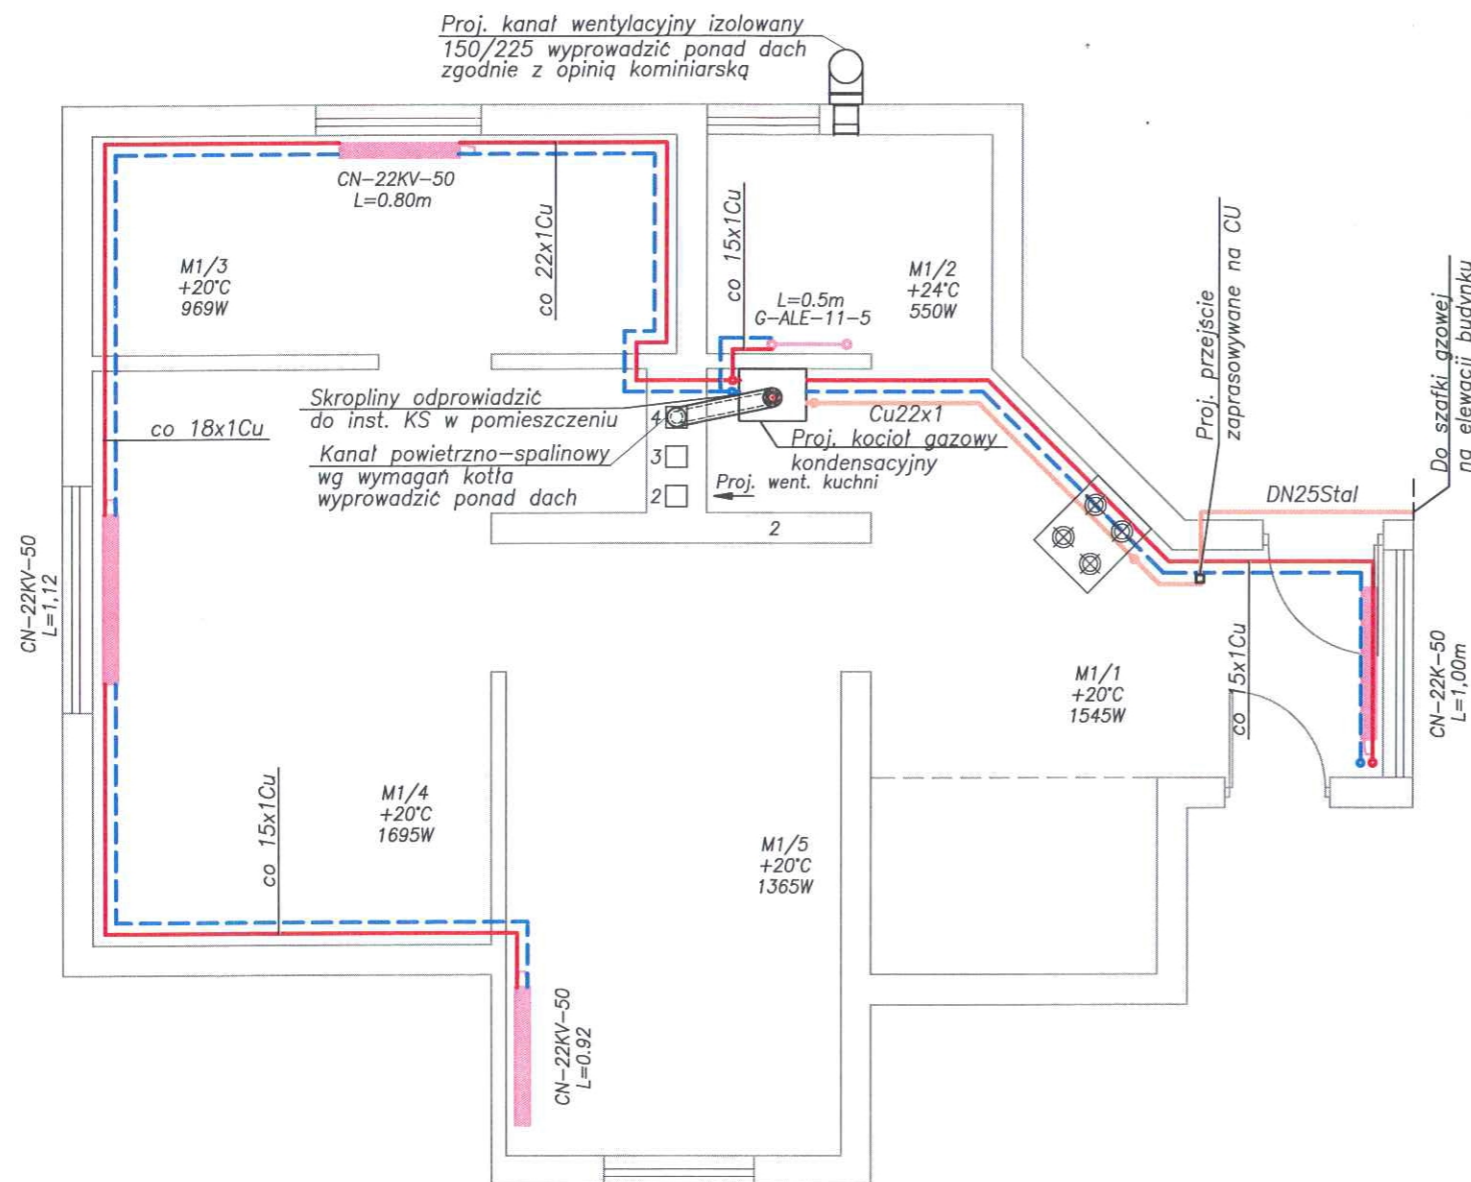 Proj. kanał wentylacyjny izolowany
150/225 wyprowadzić ponad dach
zgodnie z opinią kominiarską
CN-22KV-50
L=0.80m
co 22x1Cu
co 15x1Cu
M1/3
+20°C
969W
M1/2
+24°C
550W
L=0.5m
G-ALE-11-5
Proj. przejście
zaprasowywane na CU
Do szafki gzowej
na elewacji budynku
Skropliny odprowiadzić
do inst. KS w pomieszczeniu
co 18x1Cu
Kanał powietrzno-spalinowy
wg wymagań kotła
wyprowadzić ponad dach
4
3
2
Cu22x1
Proj. kocioł gazowy
kondensacyjny
Proj. went. kuchni
2
DN25Stal
CN-22KV-50
L=1,12
M1/1
+20°C
1545W
co 15x1Cu
CN-22K-50
L=1,00m
co 15x1Cu
M1/4
+20°C
1695W
M1/5
+20°C
1365W
CN-22KV-50
L=0.92